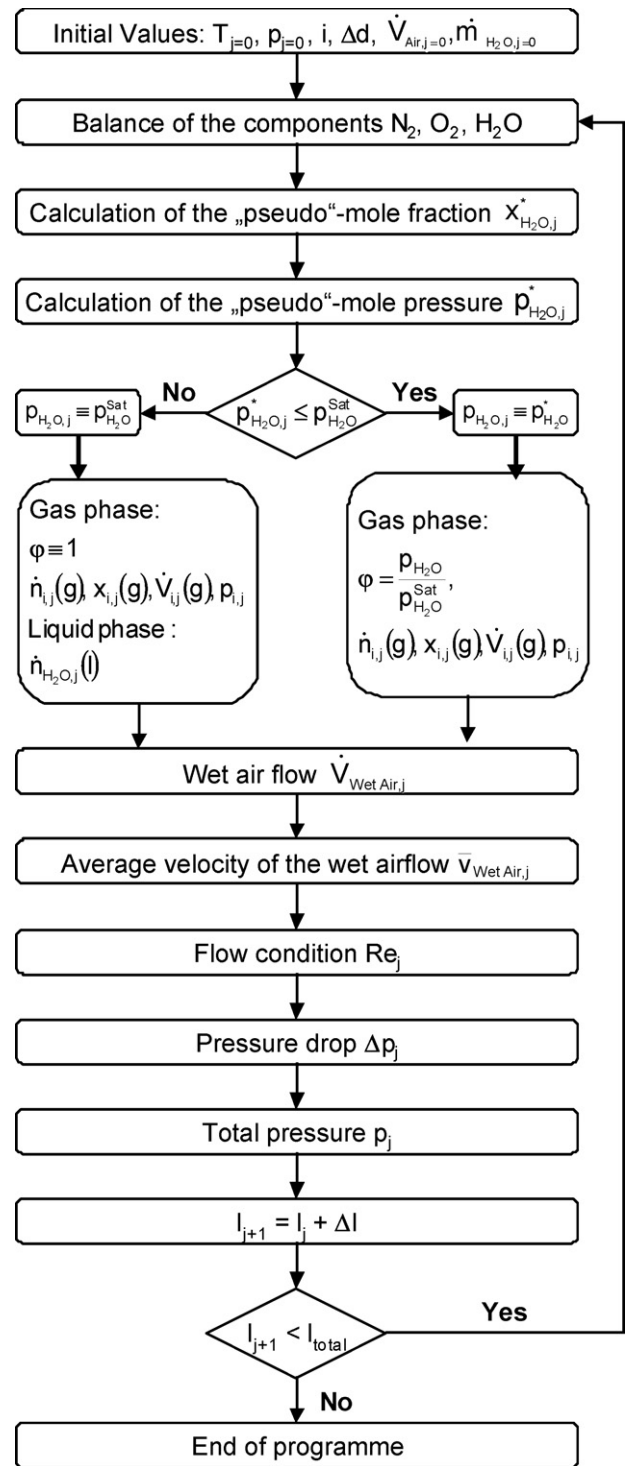 Initial Values: T_{j=0}, p_{j=0}, i, Δd, V̇_{Air,j=0}, ṁ_{H₂O,j=0}
Balance of the components N₂, O₂, H₂O
Calculation of the „pseudo“-mole fraction x*_{H₂O,j}
Calculation of the „pseudo“-mole pressure p*_{H₂O,j}
No
Yes
p_{H₂O,j} ≡ p^{Sat}_{H₂O}
p*_{H₂O,j} ≤ p^{Sat}_{H₂O}
p_{H₂O,j} ≡ p*_{H₂O}
Gas phase:
φ ≡ 1
ṅ_{i,j}(g), x_{i,j}(g), V̇_{i,j}(g), p_{i,j}
Liquid phase :
ṅ_{H₂O,j}(l)
Gas phase:
φ = p_{H₂O} / p^{Sat}_{H₂O},
ṅ_{i,j}(g), x_{i,j}(g), V̇_{i,j}(g), p_{i,j}
Wet air flow V̇_{Wet Air,j}
Average velocity of the wet airflow v̄_{Wet Air,j}
Flow condition Re_j
Pressure drop Δp_j
Total pressure p_j
l_{j+1} = l_j + Δl
Yes
l_{j+1} < l_{total}
No
End of programme